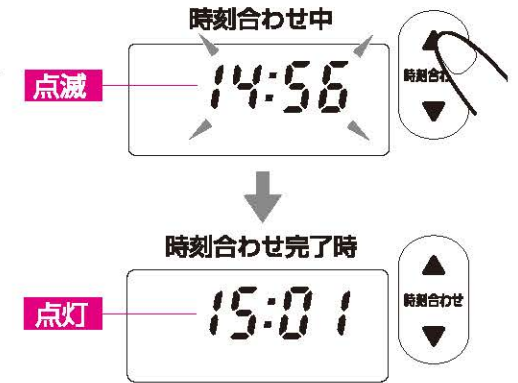 時刻合わせ中
点滅
14:56
▲
時刻合わ
▼
時刻合わせ完了時
点灯
15:01
▲
時刻合わせ
▼